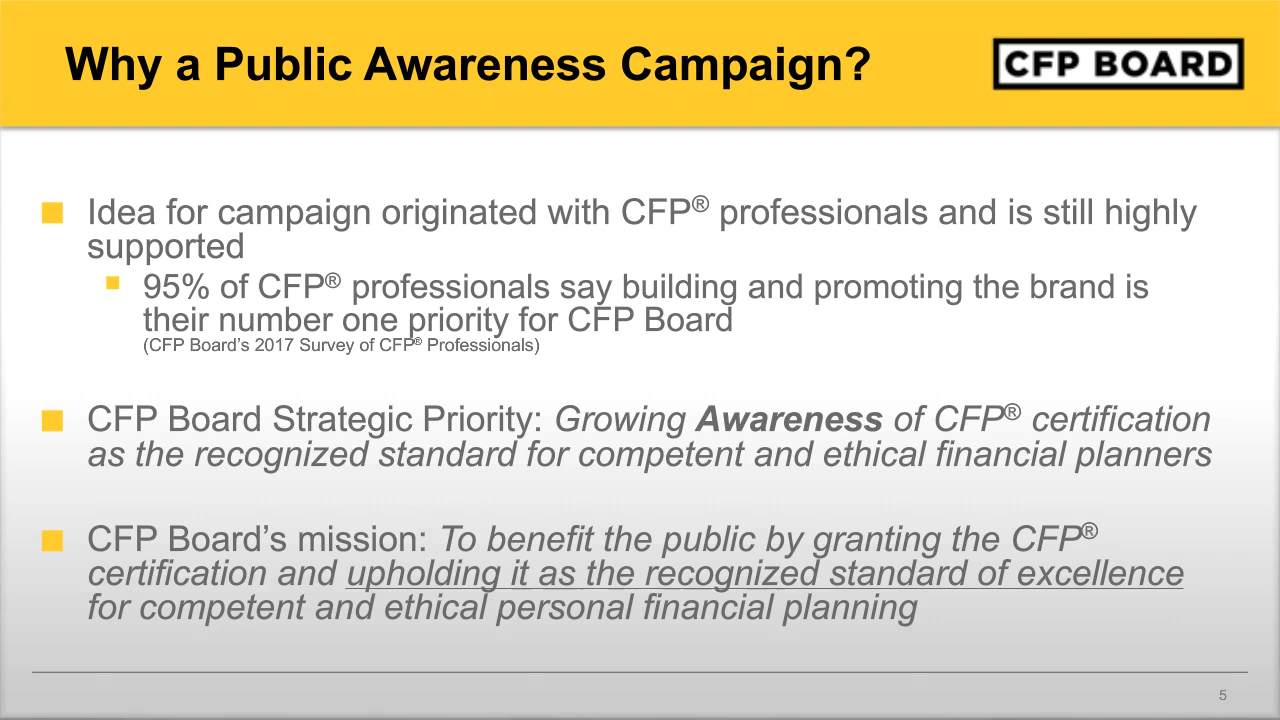 Why a Public Awareness Campaign?
CFP BOARD
Idea for campaign originated with CFP® professionals and is still highly
supported
95% of CFP® professionals say building and promoting the brand is
their number one priority for CFP Board
(CFP Board’s 2017 Survey of CFP® Professionals)
CFP Board Strategic Priority: Growing Awareness of CFP® certification
as the recognized standard for competent and ethical financial planners
CFP Board’s mission: To benefit the public by granting the CFP®
certification and upholding it as the recognized standard of excellence
for competent and ethical personal financial planning
5